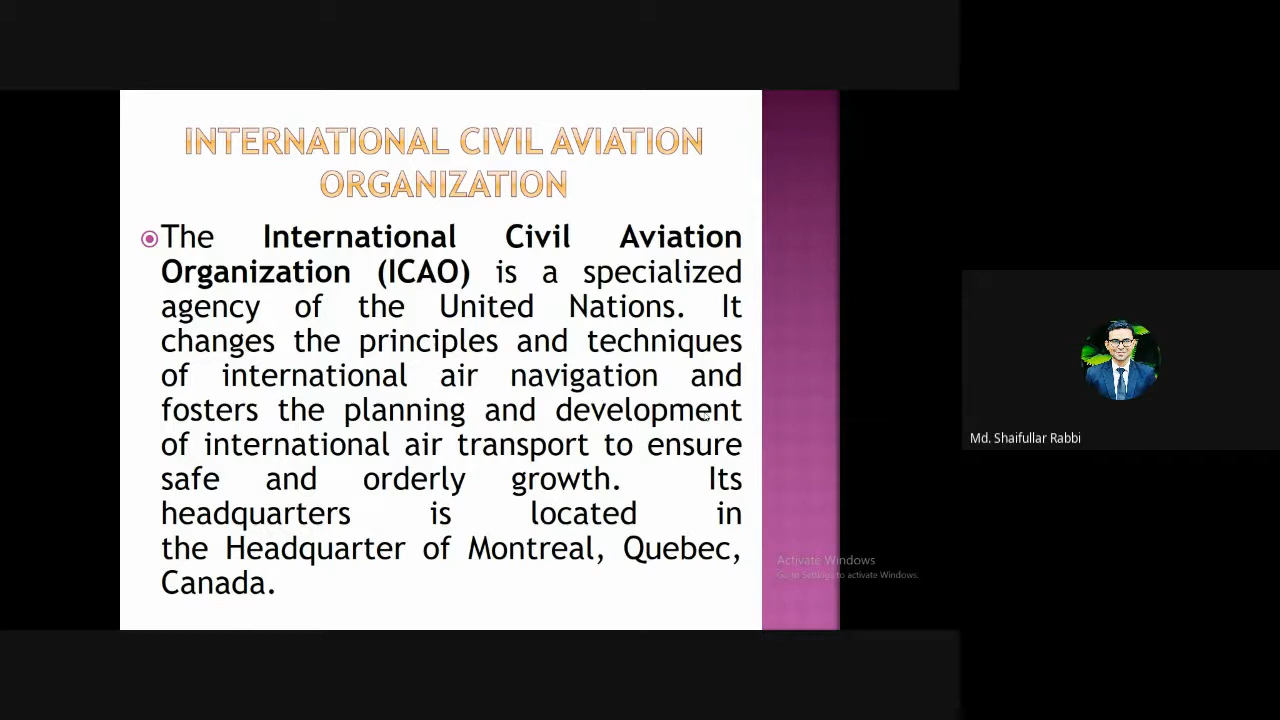 INTERNATIONAL CIVIL AVIATION
ORGANIZATION
The International Civil Aviation
Organization (ICAO) is a specialized
agency of the United Nations. It
changes the principles and techniques
of international air navigation and
fosters the planning and development
of international air transport to ensure
safe and orderly growth. Its
headquarters is located in
the Headquarter of Montreal, Quebec,
Canada.
Activate Windows
Go to Settings to activate Windows.
Md. Shaifullar Rabbi